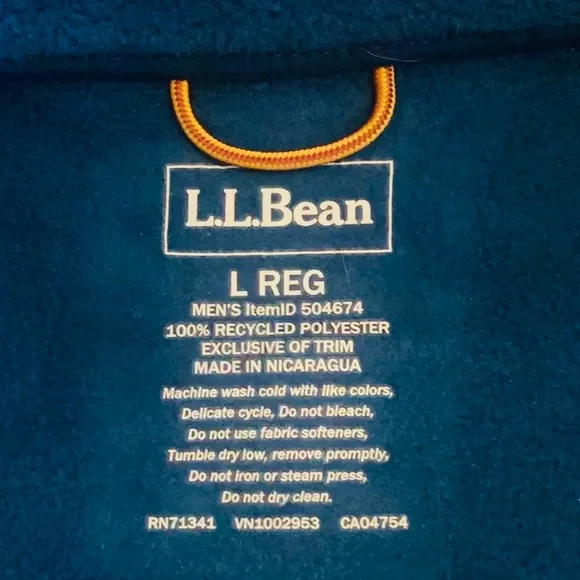 L.L.Bean
L REG
MEN'S ItemID 504674
100% RECYCLED POLYESTER
EXCLUSIVE OF TRIM
MADE IN NICARAGUA
Machine wash cold with like colors,
Delicate cycle, Do not bleach,
Do not use fabric softeners,
Tumble dry low, remove promptly,
Do not iron or steam press,
Do not dry clean.
RN71341 VN1002953 CA04754